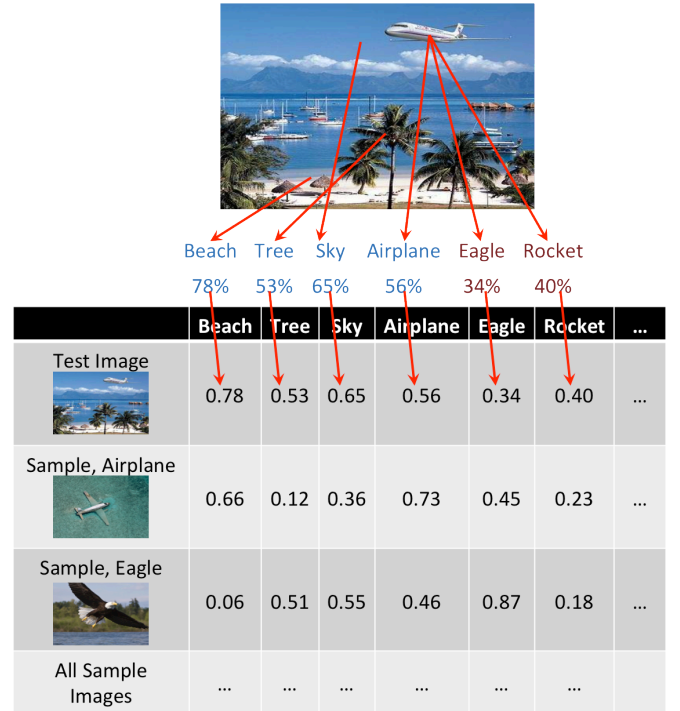 Beach Tree Sky Airplane Eagle Rocket
78% 53% 65% 56% 34% 40%
Beach Tree Sky Airplane Eagle Rocket ...
Test Image
0.78 0.53 0.65 0.56 0.34 0.40 ...
Sample, Airplane
0.66 0.12 0.36 0.73 0.45 0.23 ...
Sample, Eagle
0.06 0.51 0.55 0.46 0.87 0.18 ...
All Sample
Images
... ... ... ... ... ...